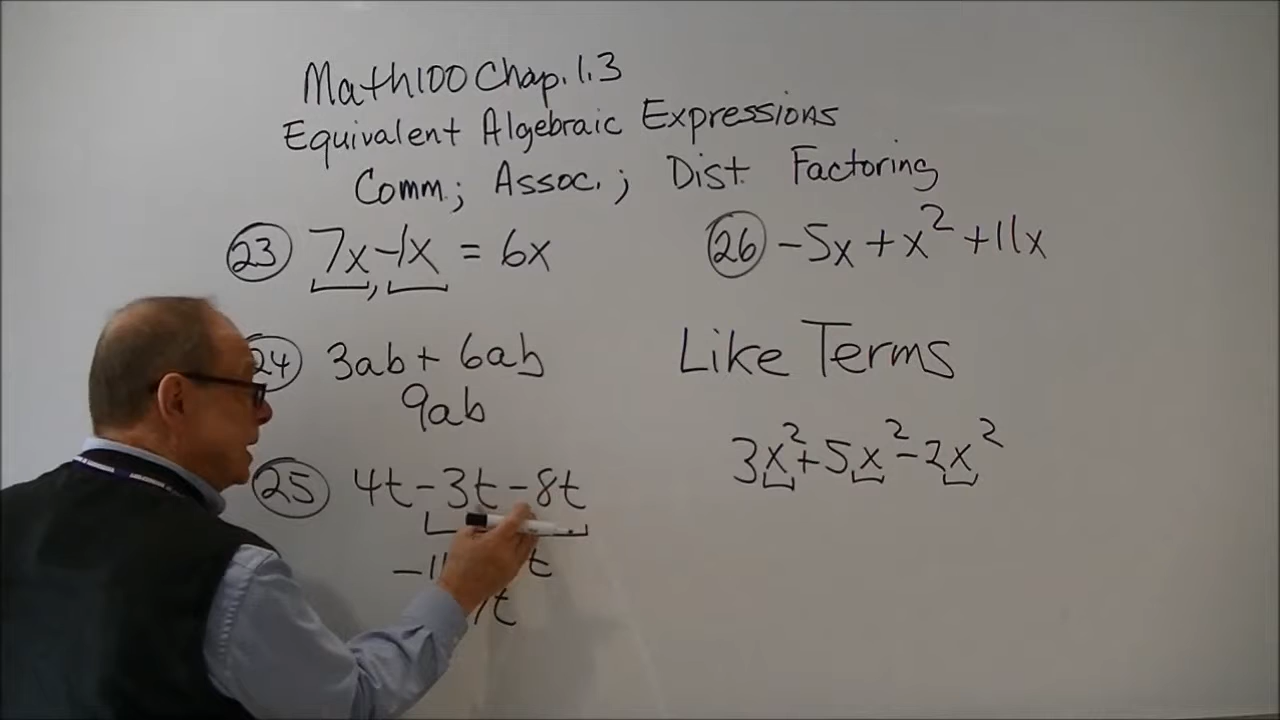 Math100 Chap. 1.3
Equivalent Algebraic Expressions
Comm.; Assoc.; Dist. Factoring
23 7x-1x = 6x
24 3ab + 6ab
9ab
25 4t-3t-8t
-11
t
t
26 -5x+x²+11x
Like Terms
3x²+5x²-2x²